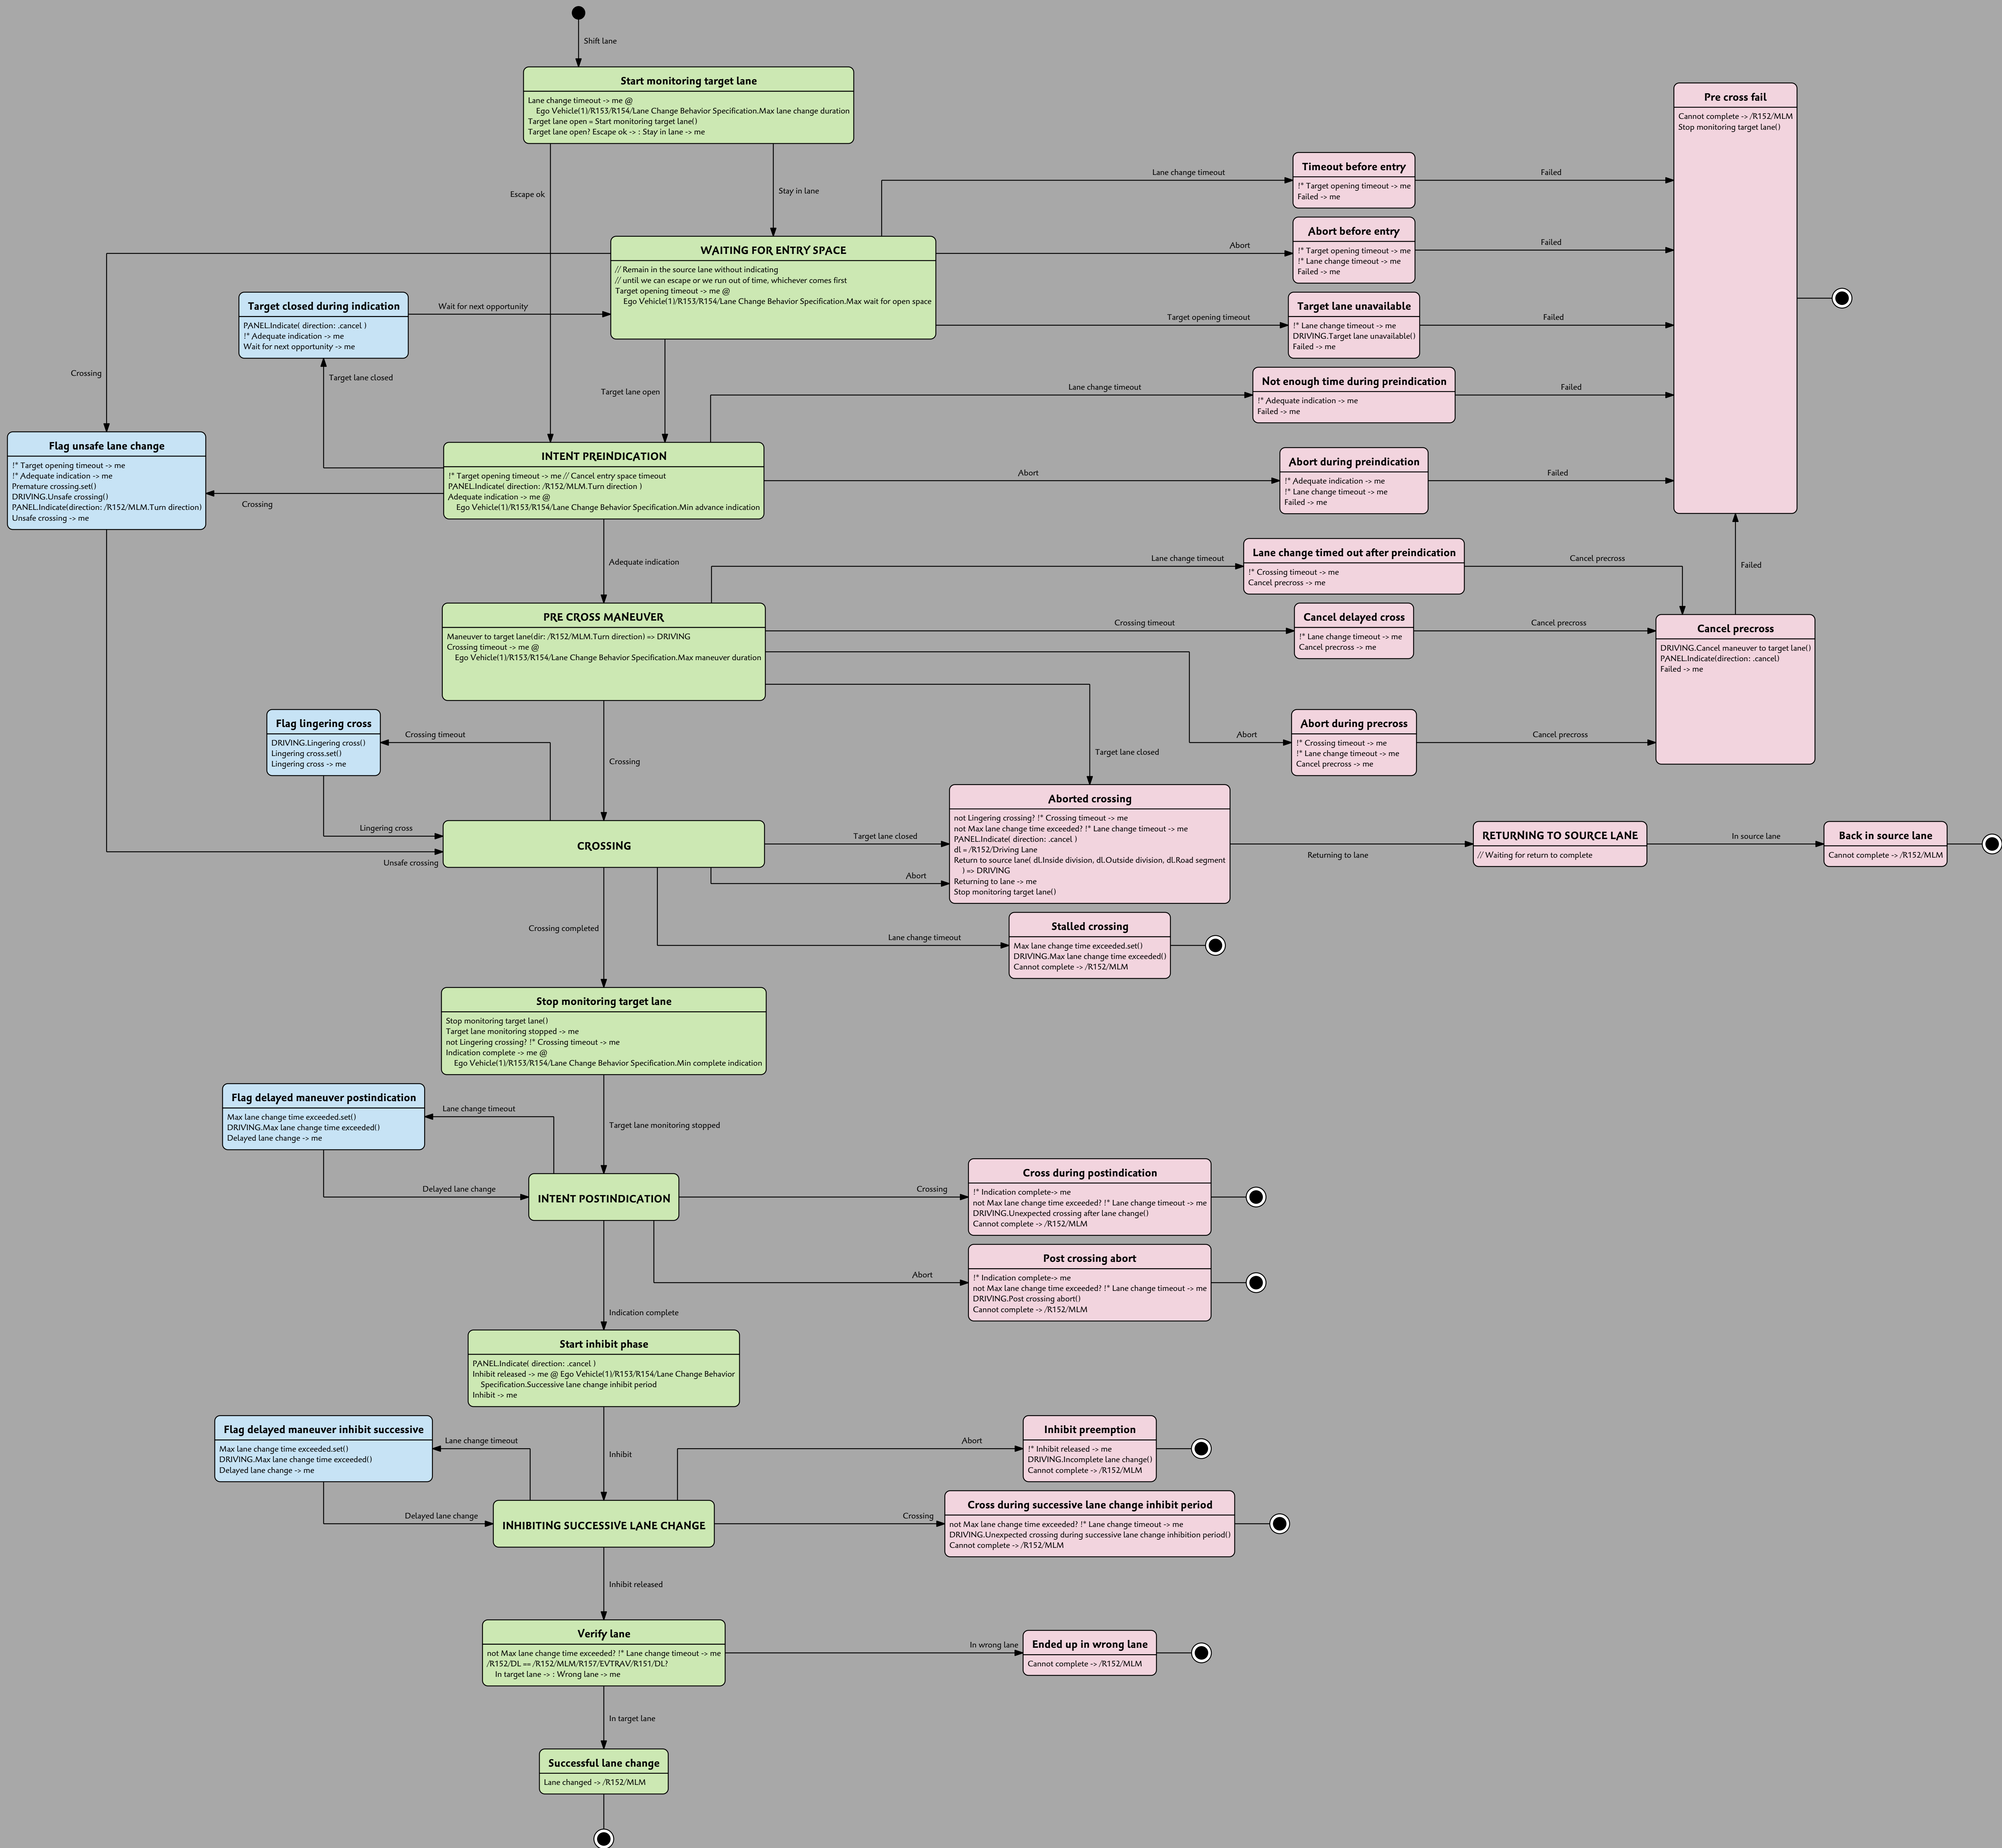 Shift lane
Start monitoring target lane
Lane change timeout -> me @
Ego Vehicle(1)/R153/R154/Lane Change Behavior Specification.Max lane change duration
Target lane open = Start monitoring target lane()
Target lane open? Escape ok -> : Stay in lane -> me
Pre cross fail
Cannot complete -> /R152/MLM
Stop monitoring target lane()
Escape ok
Stay in lane
Lane change timeout
Timeout before entry
!* Target opening timeout -> me
Failed -> me
Failed
WAITING FOR ENTRY SPACE
// Remain in the source lane without indicating
// until we can escape or we run out of time, whichever comes first
Target opening timeout -> me @
Ego Vehicle(1)/R153/R154/Lane Change Behavior Specification.Max wait for open space
Abort
Abort before entry
!* Target opening timeout -> me
!* Lane change timeout -> me
Failed -> me
Failed
Target closed during indication
PANEL.Indicate( direction: .cancel )
!* Adequate indication -> me
Wait for next opportunity -> me
Wait for next opportunity
Target opening timeout
Target lane unavailable
!* Lane change timeout -> me
DRIVING.Target lane unavailable()
Failed -> me
Failed
Crossing
Target lane closed
Target lane open
Lane change timeout
Not enough time during preindication
!* Adequate indication -> me
Failed -> me
Failed
Flag unsafe lane change
!* Target opening timeout -> me
!* Adequate indication -> me
Premature crossing.set()
DRIVING.Unsafe crossing()
PANEL.Indicate(direction: /R152/MLM.Turn direction)
Unsafe crossing -> me
Crossing
INTENT PREINDICATION
!* Target opening timeout -> me // Cancel entry space timeout
PANEL.Indicate( direction: /R152/MLM.Turn direction )
Adequate indication -> me @
Ego Vehicle(1)/R153/R154/Lane Change Behavior Specification.Min advance indication
Abort
Abort during preindication
!* Adequate indication -> me
!* Lane change timeout -> me
Failed -> me
Failed
Adequate indication
Lane change timeout
Lane change timed out after preindication
!* Crossing timeout -> me
Cancel precross -> me
Cancel precross
Failed
PRE CROSS MANEUVER
Maneuver to target lane(dir: /R152/MLM.Turn direction) => DRIVING
Crossing timeout -> me @
Ego Vehicle(1)/R153/R154/Lane Change Behavior Specification.Max maneuver duration
Crossing timeout
Cancel delayed cross
!* Lane change timeout -> me
Cancel precross -> me
Cancel precross
Cancel precross
DRIVING.Cancel maneuver to target lane()
PANEL.Indicate(direction: .cancel)
Failed -> me
Flag lingering cross
DRIVING.Lingering cross()
Lingering cross.set()
Lingering cross -> me
Crossing timeout
Crossing
Target lane closed
Abort
Abort during precross
!* Crossing timeout -> me
!* Lane change timeout -> me
Cancel precross -> me
Cancel precross
Lingering cross
Unsafe crossing
CROSSING
Target lane closed
Abort
Aborted crossing
not Lingering crossing? !* Crossing timeout -> me
not Max lane change time exceeded? !* Lane change timeout -> me
PANEL.Indicate( direction: .cancel )
dl = /R152/Driving Lane
Return to source lane( dl.Inside division, dl.Outside division, dl.Road segment
) => DRIVING
Returning to lane -> me
Stop monitoring target lane()
Returning to lane
RETURNING TO SOURCE LANE
// Waiting for return to complete
In source lane
Back in source lane
Cannot complete -> /R152/MLM
Crossing completed
Lane change timeout
Stalled crossing
Max lane change time exceeded.set()
DRIVING.Max lane change time exceeded()
Cannot complete -> /R152/MLM
Stop monitoring target lane
Stop monitoring target lane()
Target lane monitoring stopped -> me
not Lingering crossing? !* Crossing timeout -> me
Indication complete -> me @
Ego Vehicle(1)/R153/R154/Lane Change Behavior Specification.Min complete indication
Flag delayed maneuver postindication
Max lane change time exceeded.set()
DRIVING.Max lane change time exceeded()
Delayed lane change -> me
Lane change timeout
Target lane monitoring stopped
Delayed lane change
INTENT POSTINDICATION
Crossing
Cross during postindication
!* Indication complete-> me
not Max lane change time exceeded? !* Lane change timeout -> me
DRIVING.Unexpected crossing after lane change()
Cannot complete -> /R152/MLM
Abort
Post crossing abort
!* Indication complete-> me
not Max lane change time exceeded? !* Lane change timeout -> me
DRIVING.Post crossing abort()
Cannot complete -> /R152/MLM
Indication complete
Start inhibit phase
PANEL.Indicate( direction: .cancel )
Inhibit released -> me @ Ego Vehicle(1)/R153/R154/Lane Change Behavior
Specification.Successive lane change inhibit period
Inhibit -> me
Flag delayed maneuver inhibit successive
Max lane change time exceeded.set()
DRIVING.Max lane change time exceeded()
Delayed lane change -> me
Lane change timeout
Inhibit
Abort
Inhibit preemption
!* Inhibit released -> me
DRIVING.Incomplete lane change()
Cannot complete -> /R152/MLM
Delayed lane change
INHIBITING SUCCESSIVE LANE CHANGE
Crossing
Cross during successive lane change inhibit period
not Max lane change time exceeded? !* Lane change timeout -> me
DRIVING.Unexpected crossing during successive lane change inhibition period()
Cannot complete -> /R152/MLM
Inhibit released
Verify lane
not Max lane change time exceeded? !* Lane change timeout -> me
/R152/DL == /R152/MLM/R157/EVTRAV/R151/DL?
In target lane -> : Wrong lane -> me
In wrong lane
Ended up in wrong lane
Cannot complete -> /R152/MLM
In target lane
Successful lane change
Lane changed -> /R152/MLM